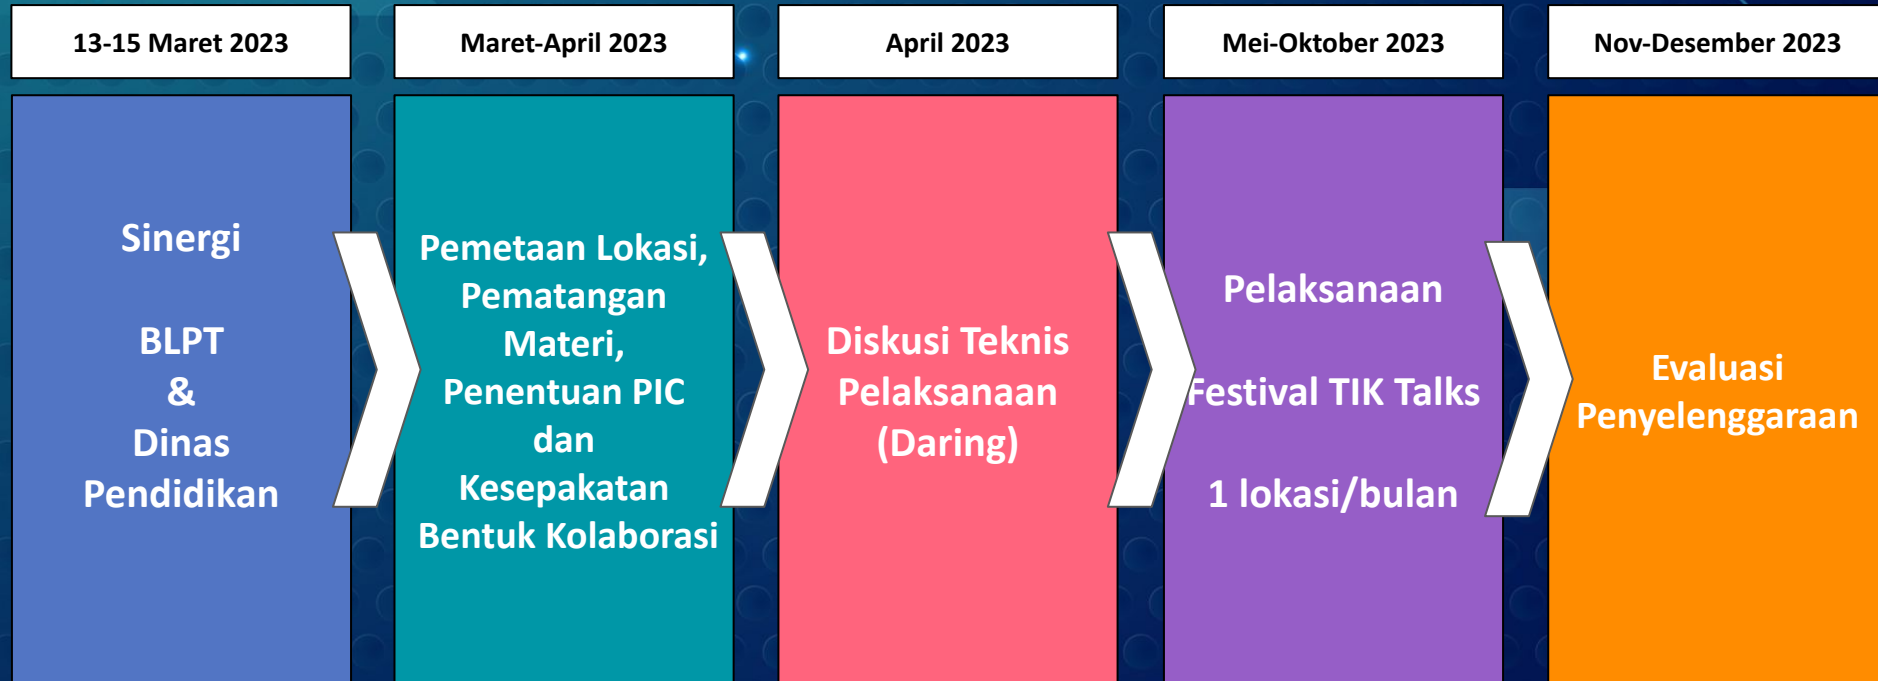 13-15 Maret 2023
Maret-April 2023
April 2023
Mei-Oktober 2023
Nov-Desember 2023
Sinergi
BLPT
&
Dinas
Pendidikan
Pemetaan Lokasi,
Pematangan
Materi,
Penentuan PIC
dan
Kesepakatan
Bentuk Kolaborasi
Diskusi Teknis
Pelaksanaan
(Daring)
Pelaksanaan
Festival TIK Talks
1 lokasi/bulan
Evaluasi
Penyelenggaraan